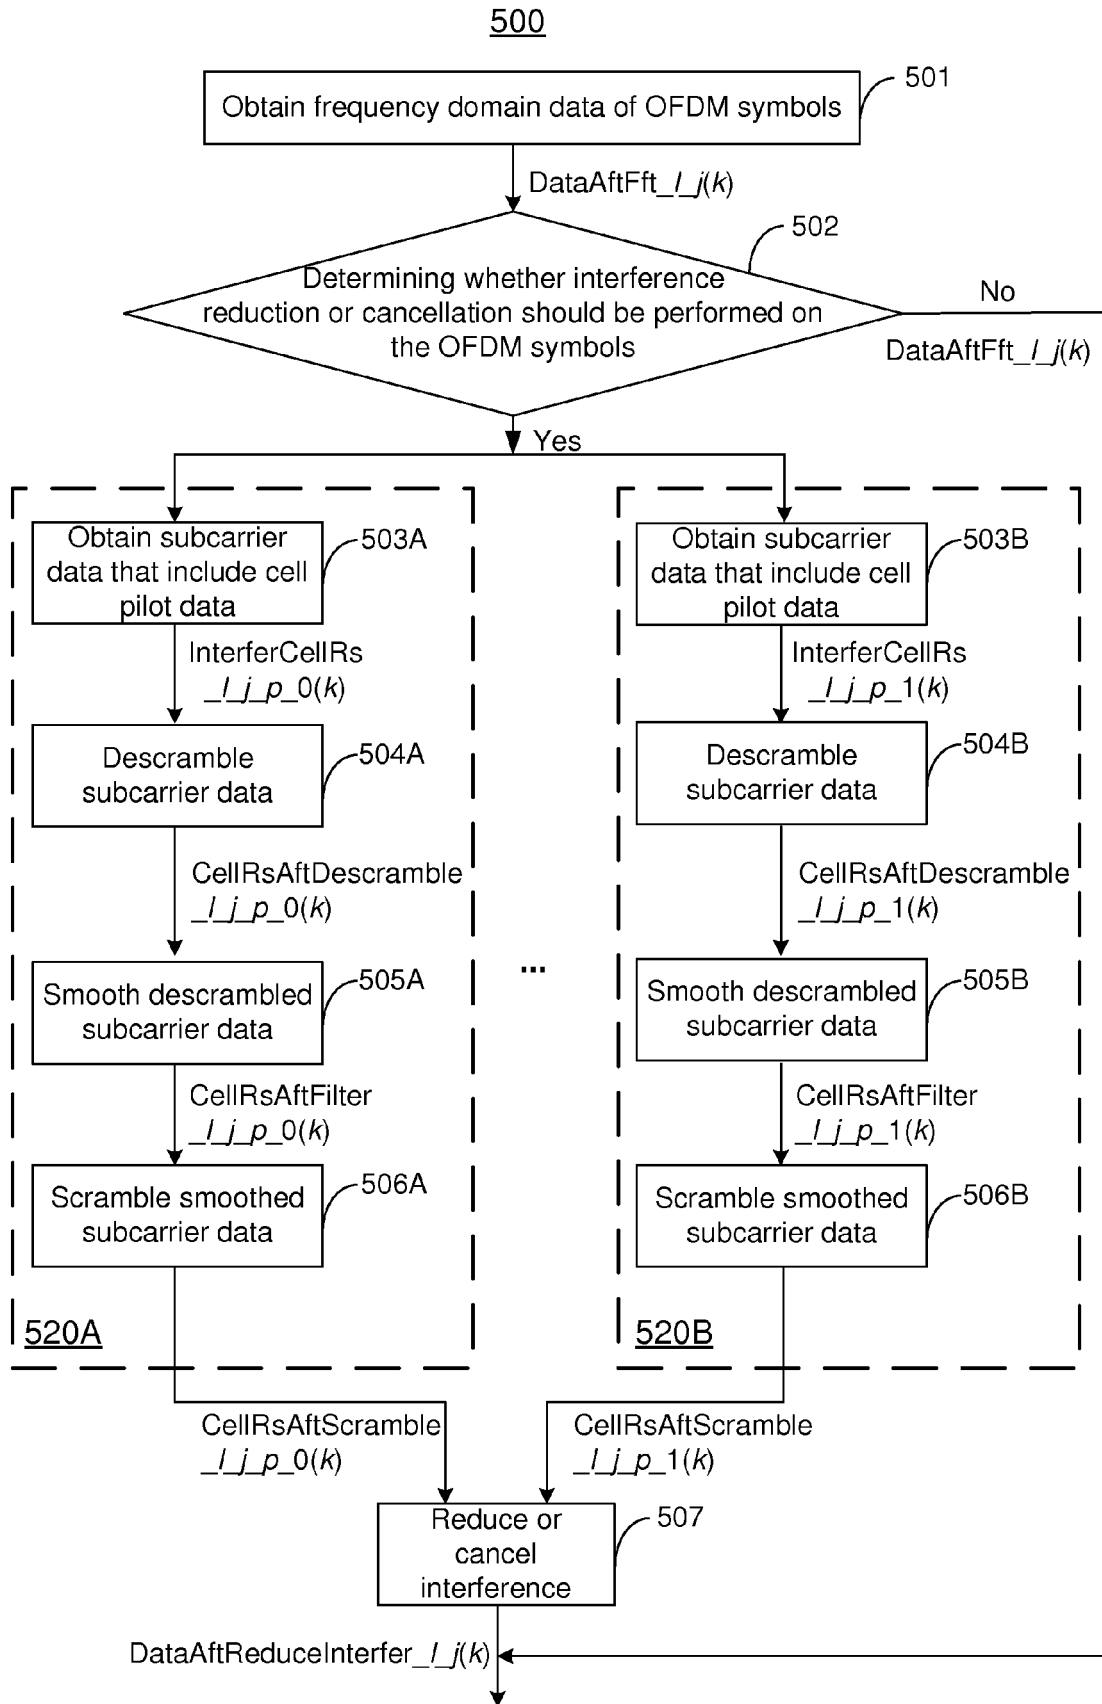 500
501
Obtain frequency domain data of OFDM symbols
DataAftFft_l_j(k)
502
Determining whether interference
reduction or cancellation should be performed on
the OFDM symbols
No
DataAftFft_l_j(k)
Yes
Obtain subcarrier
data that include cell
pilot data
503A
InterferCellRs
_l_j_p_0(k)
Descramble
subcarrier data
504A
CellRsAftDescramble
_l_j_p_0(k)
Smooth descrambled
subcarrier data
505A
CellRsAftFilter
_l_j_p_0(k)
Scramble smoothed
subcarrier data
506A
520A
...
Obtain subcarrier
data that include cell
pilot data
503B
InterferCellRs
_l_j_p_1(k)
Descramble
subcarrier data
504B
CellRsAftDescramble
_l_j_p_1(k)
Smooth descrambled
subcarrier data
505B
CellRsAftFilter
_l_j_p_1(k)
Scramble smoothed
subcarrier data
506B
520B
CellRsAftScramble
_l_j_p_0(k)
CellRsAftScramble
_l_j_p_1(k)
Reduce or
cancel
interference
507
DataAftReduceInterfer_l_j(k)